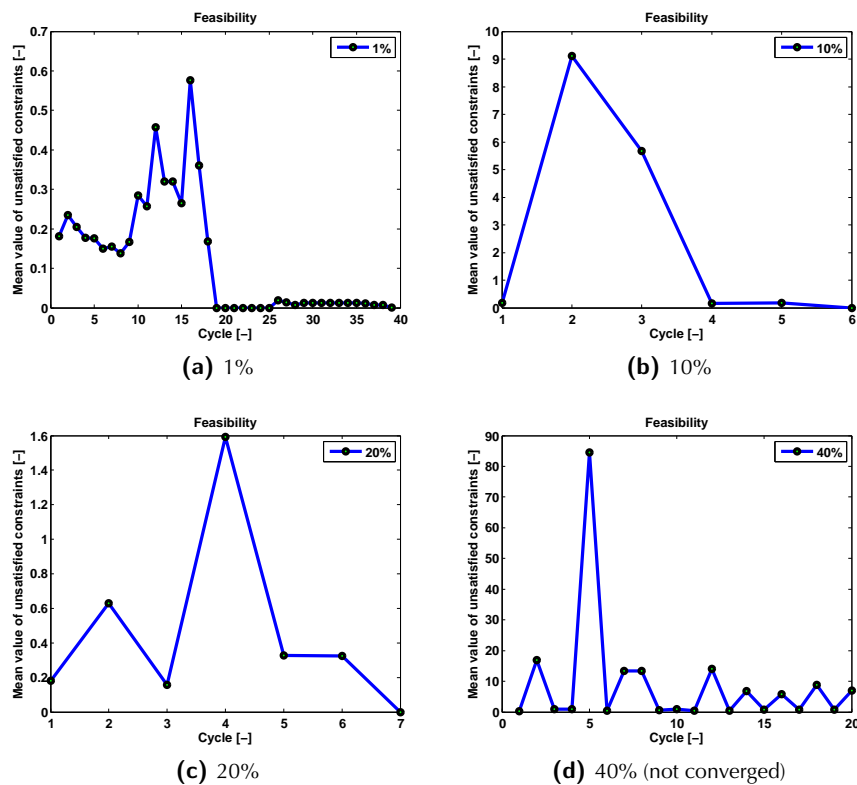 Feasibility
1%
Mean value of unsatisfied constraints [–]
0.7
0.6
0.5
0.4
0.3
0.2
0.1
0
0 5 10 15 20 25 30 35 40
Cycle [–]
(a) 1%
Feasibility
10%
Mean value of unsatisfied constraints [–]
10
9
8
7
6
5
4
3
2
1
0
1 2 3 4 5 6
Cycle [–]
(b) 10%
Feasibility
20%
Mean value of unsatisfied constraints [–]
1.6
1.4
1.2
1
0.8
0.6
0.4
0.2
0
1 2 3 4 5 6 7
Cycle [–]
(c) 20%
Feasibility
40%
Mean value of unsatisfied constraints [–]
90
80
70
60
50
40
30
20
10
0
0 5 10 15 20
Cycle [–]
(d) 40% (not converged)